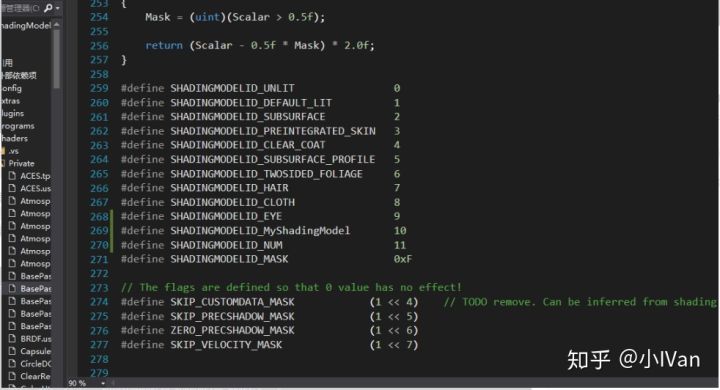 源管理器(Ct
hadingModel
引用
外部依赖项
onfig
xtras
lugins
rograms
haders
.vs
Private
ACES.tp
ACES.us
Atmosp
Atmosp
Atmosp
Atmosp
Atmosp
Atmosp
BasePas
BasePas
BasePas
BasePas
BasePas
BRDF.us
Capsule
CircleDO
ClearRe
253 {
254 Mask = (uint)(Scalar > 0.5f);
255
256 return (Scalar - 0.5f * Mask) * 2.0f;
257 }
258
259 #define SHADINGMODELID_UNLIT 0
260 #define SHADINGMODELID_DEFAULT_LIT 1
261 #define SHADINGMODELID_SUBSURFACE 2
262 #define SHADINGMODELID_PREINTEGRATED_SKIN 3
263 #define SHADINGMODELID_CLEAR_COAT 4
264 #define SHADINGMODELID_SUBSURFACE_PROFILE 5
265 #define SHADINGMODELID_TWOSIDED_FOLIAGE 6
266 #define SHADINGMODELID_HAIR 7
267 #define SHADINGMODELID_CLOTH 8
268 #define SHADINGMODELID_EYE 9
269 #define SHADINGMODELID_MyShadingModel 10
270 #define SHADINGMODELID_NUM 11
271 #define SHADINGMODELID_MASK 0xF
272
273 // The flags are defined so that 0 value has no effect!
274 #define SKIP_CUSTOMDATA_MASK (1 << 4) // TODO remove. Can be inferred from shading
275 #define SKIP_PRECSHADOW_MASK (1 << 5)
276 #define ZERO_PRECSHADOW_MASK (1 << 6)
277 #define SKIP_VELOCITY_MASK (1 << 7)
278
279
90 %
知乎 @小IVan